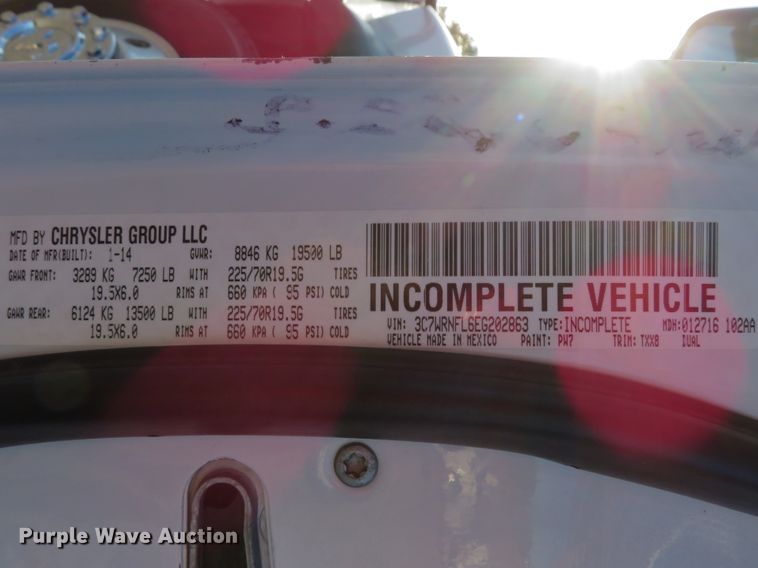 MFD BY CHRYSLER GROUP LLC
DATE OF MFR(BUILT): 1-14 GVWR: 8846 KG 19500 LB
GAWR FRONT: 3289 KG 7250 LB WITH 225/70R19.5G TIRES
19.5X6.0 RIMS AT 660 KPA ( 95 PSI) COLD
GAWR REAR: 6124 KG 13500 LB WITH 225/70R19.5G TIRES
19.5X6.0 RIMS AT 660 KPA ( 95 PSI) COLD
INCOMPLETE VEHICLE
VIN: 3C7WRNFL6EG202863 TYPE: INCOMPLETE MDH: 012716 102AA
VEHICLE MADE IN MEXICO PAINT: PW7 TRIM: TXX8 DUAL
Purple Wave Auction